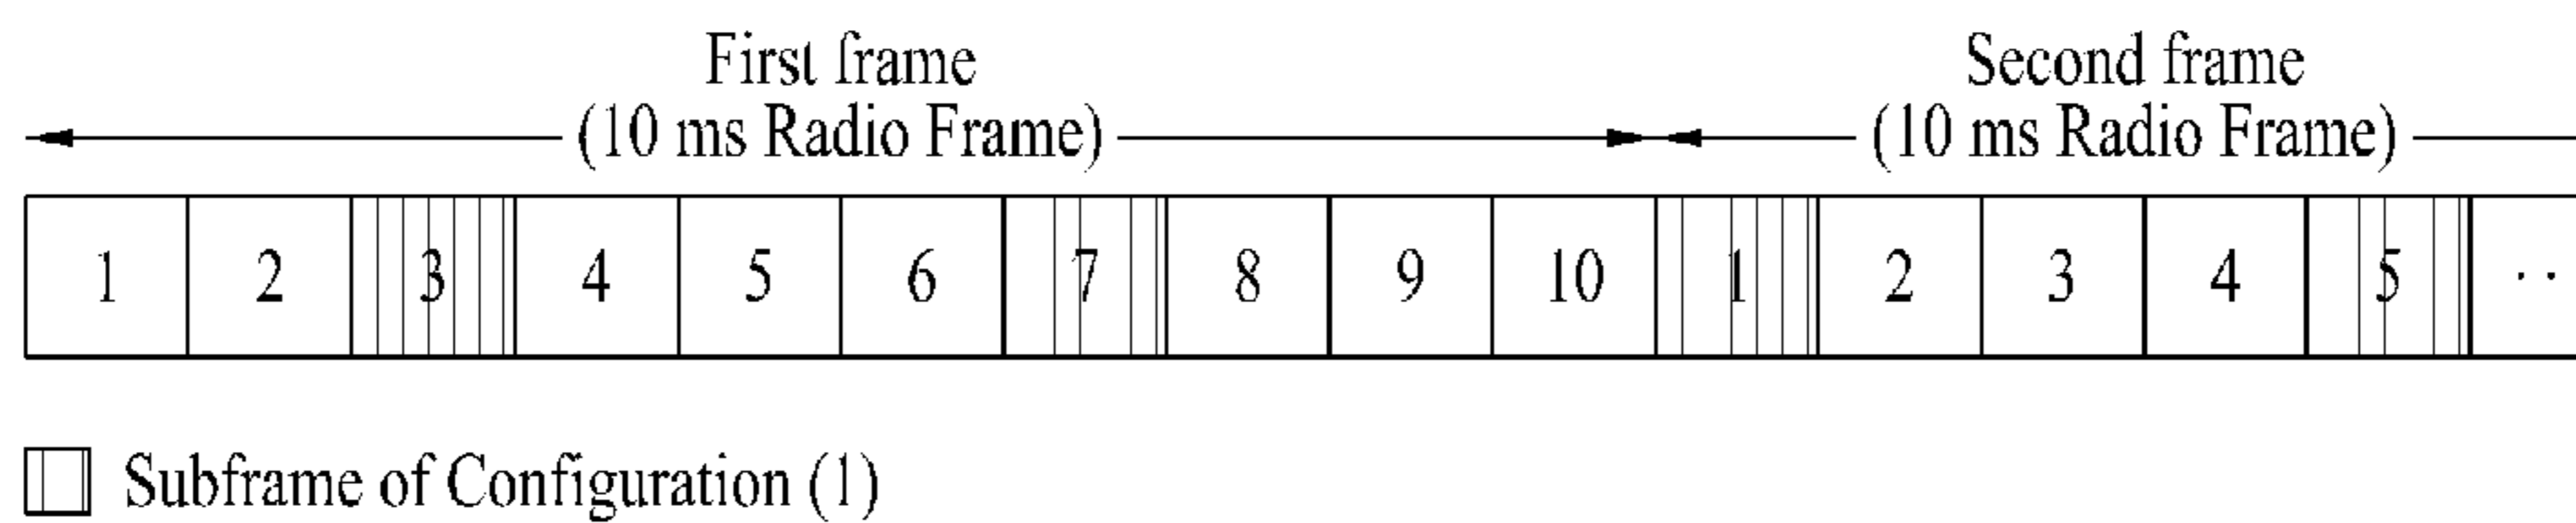 First frame
(10 ms Radio Frame)
Second frame
(10 ms Radio Frame)
1 2 3 4 5 6 7 8 9 10 1 2 3 4 5 ··
Subframe of Configuration (1)